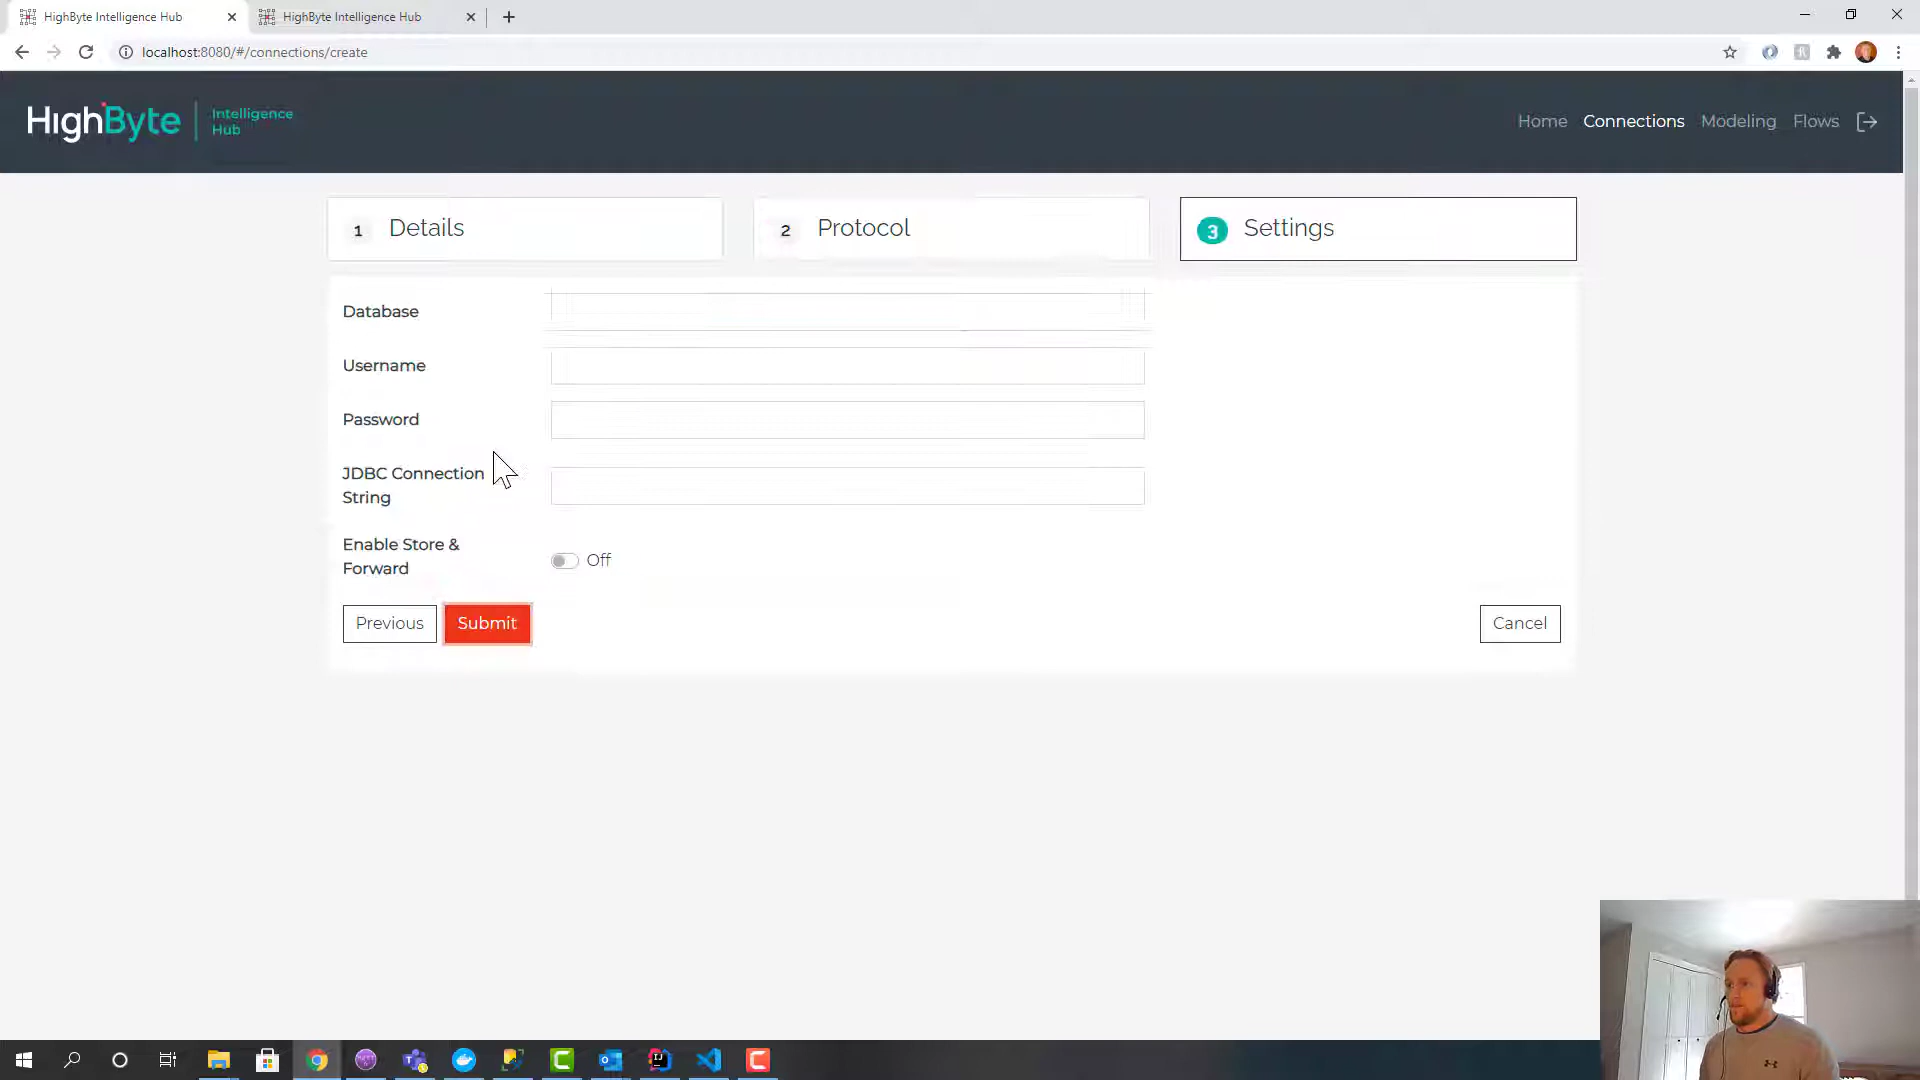 HighByte Intelligence Hub
HighByte Intelligence Hub
localhost:8080/#/connections/create
HighByte
Intelligence
Hub
Home
Connections
Modeling
Flows
1 Details
2 Protocol
3 Settings
Database
Username
Password
JDBC Connection
String
Enable Store &
Forward
Off
Previous
Submit
Cancel